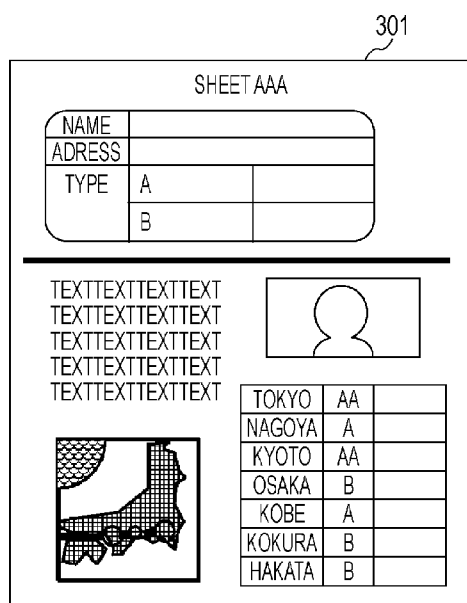 301
SHEET AAA
NAME
ADRESS
TYPE A
B
TEXTTEXTTEXTTEXT
TEXTTEXTTEXTTEXT
TEXTTEXTTEXTTEXT
TEXTTEXTTEXTTEXT
TEXTTEXTTEXTTEXT
TOKYO AA
NAGOYA A
KYOTO AA
OSAKA B
KOBE A
KOKURA B
HAKATA B